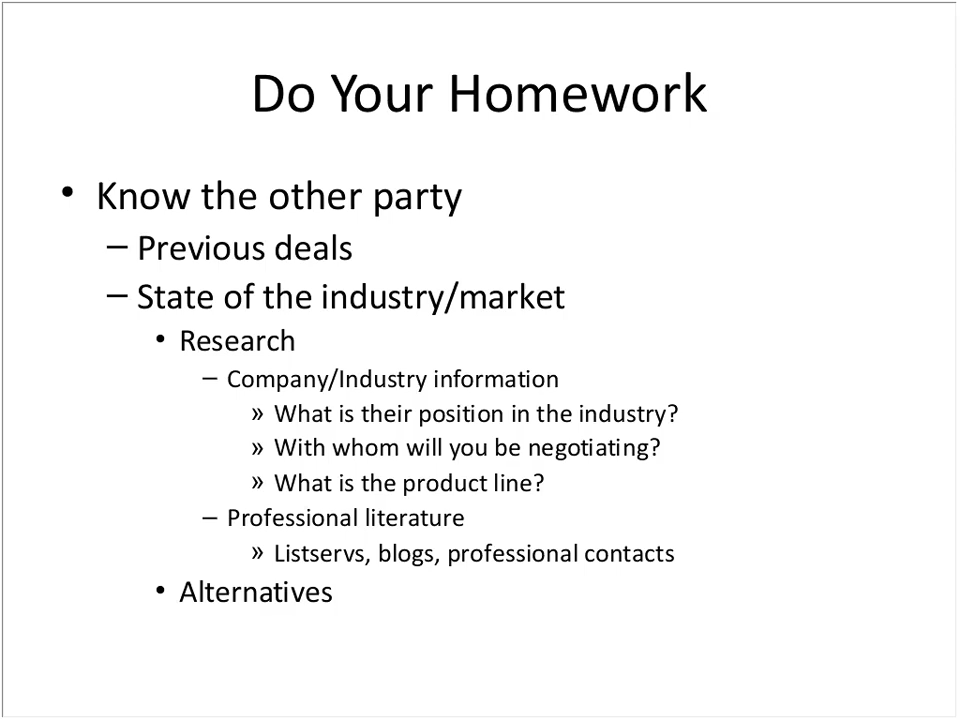 Do Your Homework
• Know the other party
– Previous deals
– State of the industry/market
• Research
– Company/Industry information
» What is their position in the industry?
» With whom will you be negotiating?
» What is the product line?
– Professional literature
» Listservs, blogs, professional contacts
• Alternatives